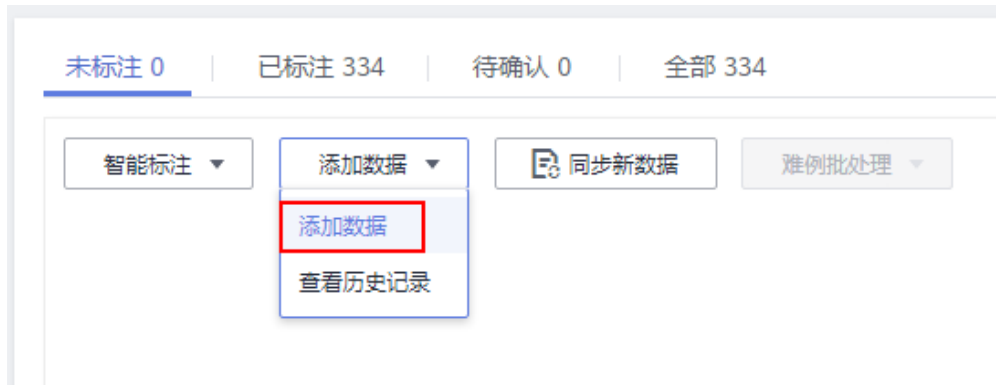 未标注 0 已标注 334 待确认 0 全部 334
智能标注 添加数据 同步新数据 难例批处理
添加数据
查看历史记录